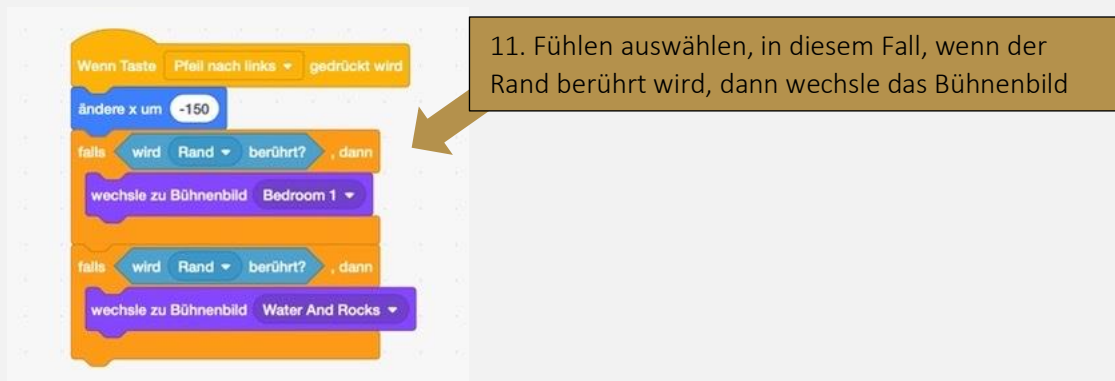 Wenn Taste Pfeil nach links gedrückt wird
11. Fühlen auswählen, in diesem Fall, wenn der
Rand berührt wird, dann wechsle das Bühnenbild
ändere x um -150
falls wird Rand berührt? , dann
wechsle zu Bühnenbild Bedroom 1
falls wird Rand berührt? , dann
wechsle zu Bühnenbild Water And Rocks